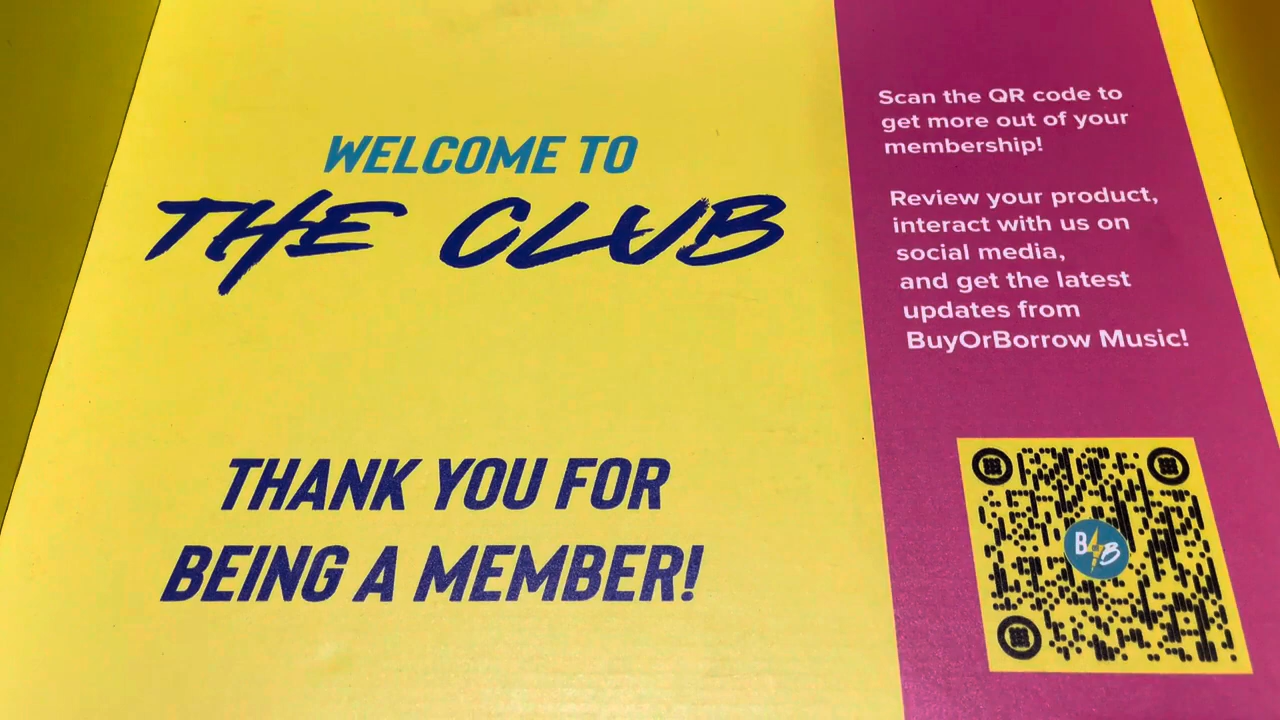 WELCOME TO
THE CLUB
THANK YOU FOR
BEING A MEMBER!
Scan the QR code to
get more out of your
membership!
Review your product,
interact with us on
social media,
and get the latest
updates from
BuyOrBorrow Music!
B B